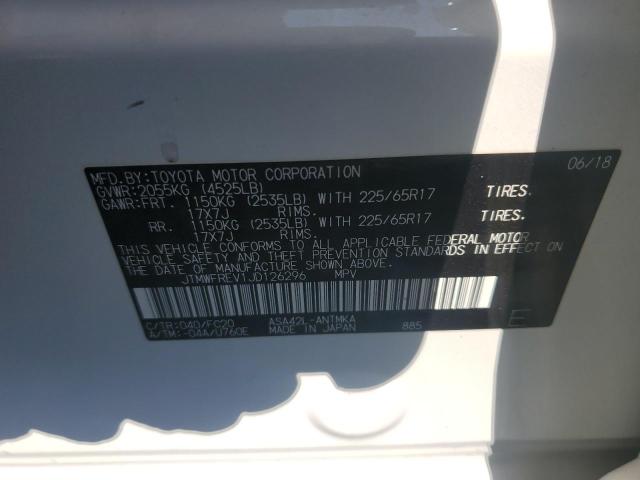 MFD.BY:TOYOTA MOTOR CORPORATION 06/18
GVWR:2055KG (4525LB)
GAWR:FRT. 1150KG (2535LB) WITH 225/65R17 TIRES.
17X7J RIMS.
RR. 1150KG (2535LB) WITH 225/65R17 TIRES.
17X7J RIMS.
THIS VEHICLE CONFORMS TO ALL APPLICABLE FEDERAL MOTOR
VEHICLE SAFETY AND THEFT PREVENTION STANDARDS IN EFFECT ON
THE DATE OF MANUFACTURE SHOWN ABOVE.
JTMWFREV1JD126296 MPV
C/TR:040/FC20 ASA42L-ANTMKA
A/TM:-04A/U760E MADE IN JAPAN 885 E